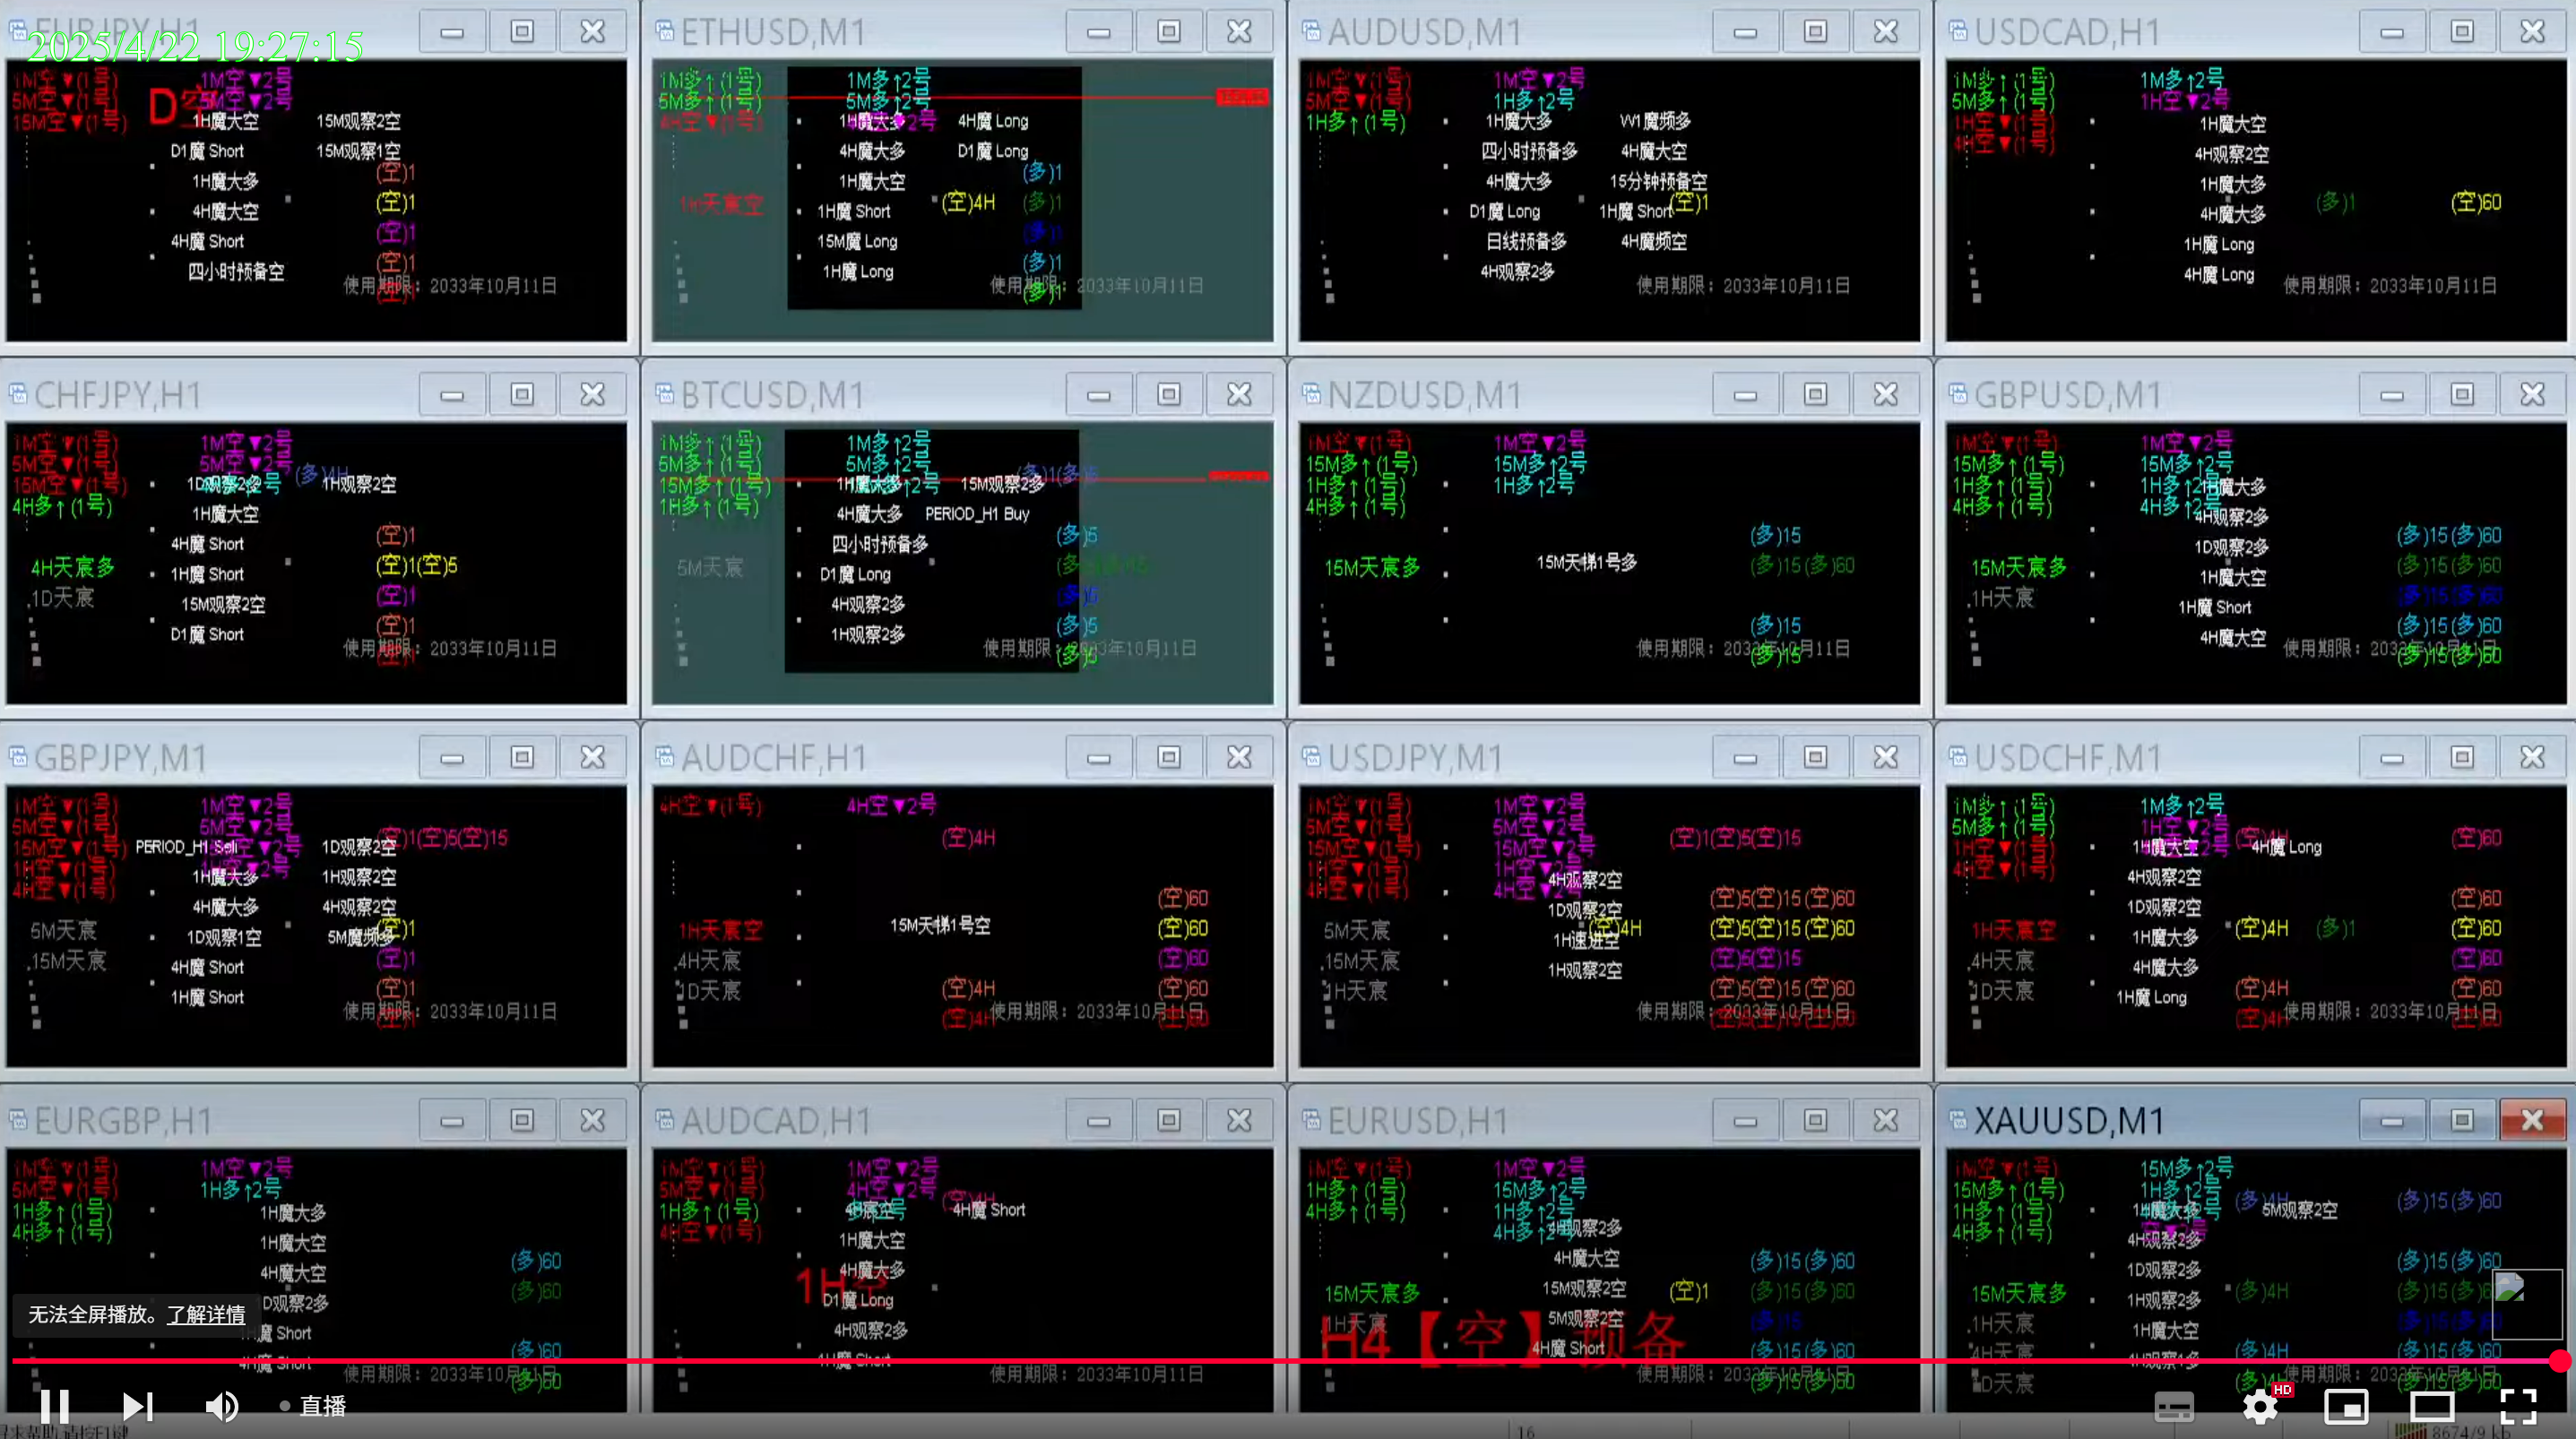 EURJPY,H1
2025/4/22 19:27:15
1M空▼(1号) 1M空▼2号
5M空▼(1号) 5M空▼2号
15M空▼(1号)
D空
1H魔大空 15M观察2空
D1魔 Short 15M观察1空
(空)1
1H魔大多
4H魔大空 (空)1
4H魔 Short (空)1
(空)1
四小时预备空
使用期限：2033年10月11日
ETHUSD,M1
1M多↑(1号) 1M多↑2号
5M多↑(1号) 5M多↑2号
4H空▼(1号)
1H魔大多 4H魔 Long
4H魔大多 D1魔 Long
(多)1
1H魔大空
1H天宸空 1H魔 Short (空)4H (多)1
15M魔 Long (多)1
1H魔 Long (多)1
(多)1
使用期限：2033年10月11日
AUDUSD,M1
1M空▼(1号) 1M空▼2号
5M空▼(1号) 1H多↑2号
1H多↑(1号)
1H魔大多 W1魔频多
四小时预备多 4H魔大空
4H魔大多 15分钟预备空
D1魔 Long 1H魔 Short (空)1
日线预备多 4H魔频空
4H观察2多
使用期限：2033年10月11日
USDCAD,H1
1M多↑(1号) 1M多↑2号
5M多↑(1号) 1H空▼2号
1H空▼(1号)
4H空▼(1号)
1H魔大空
4H观察2空
1H魔大多
4H魔大多 (多)1 (空)60
1H魔 Long
4H魔 Long
使用期限：2033年10月11日
CHFJPY,H1
1M空▼(1号) 1M空▼2号
5M空▼(1号) 5M空▼2号
15M空▼(1号) (多)4H
4H多↑(1号)
1D观察2多 1H观察2空
1H魔大空
4H魔 Short (空)1
4H天宸多 1H魔 Short (空)1(空)5
.1D天宸 15M观察2空 (空)1
D1魔 Short (空)1
使用期限：2033年10月11日
BTCUSD,M1
1M多↑(1号) 1M多↑2号
5M多↑(1号) 5M多↑2号
15M多↑(1号) (多)1(多)5
1H多↑(1号)
1H魔大多 15M观察2多
4H魔大多 PERIOD_H1 Buy
四小时预备多 (多)5
5M天宸 D1魔 Long
4H观察2多 (多)5
1H观察2多 (多)5
(多)5
使用期限：2033年10月11日
NZDUSD,M1
1M空▼(1号) 1M空▼2号
15M多↑(1号) 15M多↑2号
1H多↑(1号) 1H多↑2号
4H多↑(1号)
(多)15
15M天宸多 15M天梯1号多 (多)15(多)60
(多)15
(多)15
使用期限：2033年10月11日
GBPUSD,M1
1M空▼(1号) 1M空▼2号
15M多↑(1号) 15M多↑2号
1H多↑(1号) 1H多↑2号
4H多↑(1号) 4H多↑2号
1H魔大多
4H观察2多
1D观察2多 (多)15(多)60
15M天宸多 1H魔大空 (多)15(多)60
.1H天宸 1H魔 Short (多)15(多)60
4H魔大空 (多)15(多)60
(多)15(多)60
使用期限：2033年10月11日
GBPJPY,M1
1M空▼(1号) 1M空▼2号
5M空▼(1号) 5M空▼2号
15M空▼(1号) (空)1(空)5(空)15
1H空▼(1号)
4H空▼(1号)
PERIOD_H1 Sell 1D观察2空
1H魔大多 1H观察2空
4H魔大多 4H观察2空
5M天宸 1D观察1空 5M魔频多 (空)1
.15M天宸 4H魔 Short (空)1
1H魔 Short (空)1
使用期限：2033年10月11日
AUDCHF,H1
4H空▼(1号) 4H空▼2号
(空)4H
(空)60
1H天宸空 15M天梯1号空 (空)60
.4H天宸 (空)60
1D天宸 (空)4H (空)60
(空)4H (空)60
使用期限：2033年10月11日
USDJPY,M1
1M空▼(1号) 1M空▼2号
5M空▼(1号) 5M空▼2号
15M空▼(1号) 15M空▼2号 (空)1(空)5(空)15
1H空▼(1号) 1H空▼2号
4H空▼(1号) 4H空▼2号
4H观察2空
1D观察2空 (空)5(空)15(空)60
5M天宸 1H速进空 (空)4H (空)5(空)15(空)60
.15M天宸 1H观察2空 (空)5(空)15
1H天宸 (空)5(空)15(空)60
(空)5(空)15(空)60
使用期限：2033年10月11日
USDCHF,M1
1M多↑(1号) 1M多↑2号
5M多↑(1号) 1H空▼2号
1H空▼(1号) (空)4H (空)60
4H空▼(1号)
1H魔大空 4H魔 Long
4H观察2空
1D观察2空 (空)60
1H天宸空 1H魔大多 (空)4H (多)1 (空)60
.4H天宸 4H魔大多 (空)60
1D天宸 1H魔 Long (空)4H (空)60
(空)4H (空)60
使用期限：2033年10月11日
EURGBP,H1
1M空▼(1号) 1M空▼2号
5M空▼(1号) 1H多↑2号
1H多↑(1号)
4H多↑(1号)
1H魔大多
1H魔大空
4H魔大空 (多)60
1D观察2多 (多)60
1H魔 Short
4H魔 Short (多)60
(多)60
使用期限：2033年10月11日
AUDCAD,H1
1M空▼(1号) 1M空▼2号
5M空▼(1号) 4H空▼2号
1H多↑(1号) (空)4H
4H空▼(1号)
4H魔 Short
1H魔大空
4H魔大多
1H空
D1魔 Long
4H观察2多
1H魔 Short
使用期限：2033年10月11日
EURUSD,H1
1M空▼(1号) 1M空▼2号
1H多↑(1号) 15M多↑2号
4H多↑(1号) 1H多↑2号
4H多↑2号
4H观察2多
4H魔大空 (多)15(多)60
15M天宸多 15M观察2空 (空)1 (多)15(多)60
.1H天宸 5M观察2空 (多)15
H4【空】预备
4H魔 Short (多)15(多)60
(多)15(多)60
使用期限：2033年10月11日
XAUUSD,M1
1M空▼(1号) 15M多↑2号
15M多↑(1号) 1H多↑2号
1H多↑(1号) (多)4H (多)15(多)60
4H多↑(1号)
1H魔大多 5M观察2空
4H观察2多
1D观察2多 (多)15(多)60
15M天宸多 1H观察2多 (多)4H (多)15(多)60
.1H天宸 1H魔大空
4H天宸 (多)4H (多)15(多)60
1D天宸
使用期限：2033年10月11日
无法全屏播放。了解详情
直播
HD
16
8674/9 kb